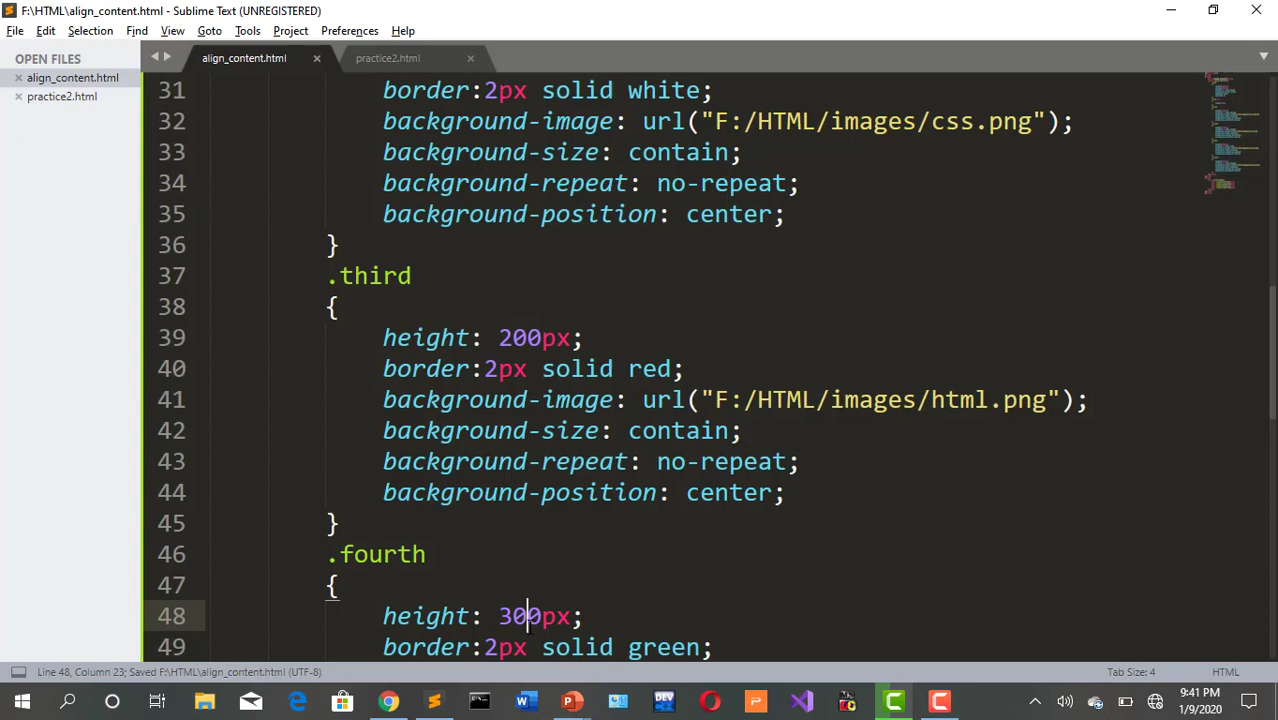 F:\HTML\align_content.html - Sublime Text (UNREGISTERED)
File Edit Selection Find View Goto Tools Project Preferences Help
OPEN FILES
align_content.html
practice2.html
align_content.html
practice2.html
31 border:2px solid white;
32 background-image: url("F:/HTML/images/css.png");
33 background-size: contain;
34 background-repeat: no-repeat;
35 background-position: center;
36 }
37 .third
38 {
39 height: 200px;
40 border:2px solid red;
41 background-image: url("F:/HTML/images/html.png");
42 background-size: contain;
43 background-repeat: no-repeat;
44 background-position: center;
45 }
46 .fourth
47 {
48 height: 300px;
49 border:2px solid green;
Line 48, Column 23; Saved F:\HTML\align_content.html (UTF-8)
Tab Size: 4
HTML
DEV
9:41 PM
1/9/2020